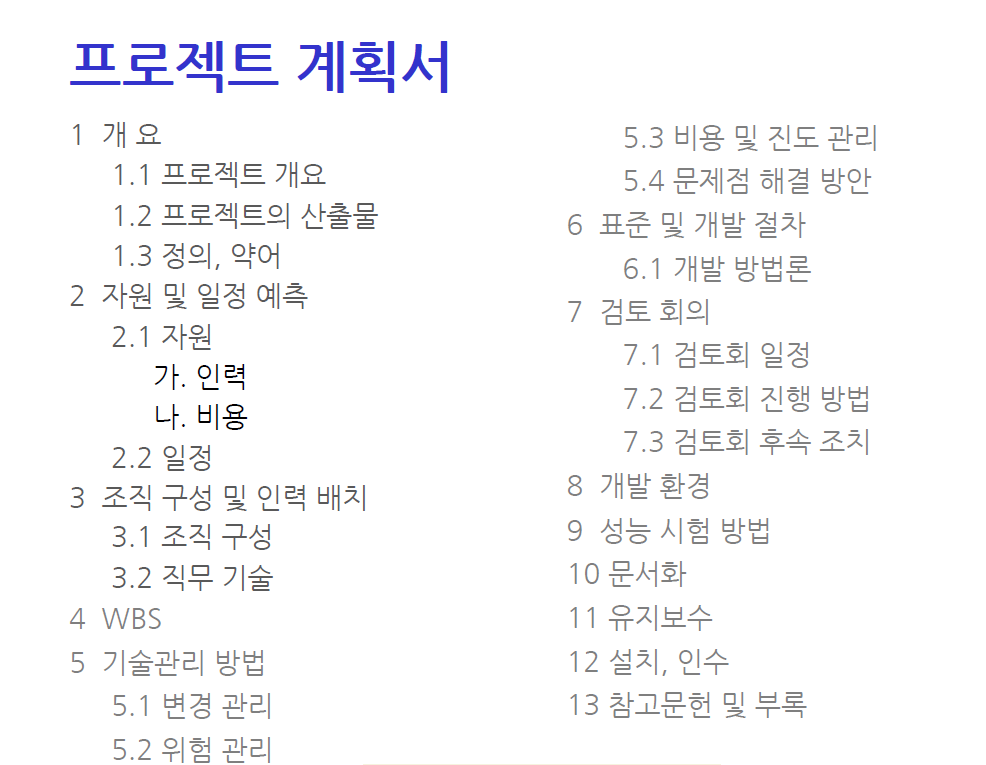 프로젝트 계획서
1 개 요
1.1 프로젝트 개요
1.2 프로젝트의 산출물
1.3 정의, 약어
2 자원 및 일정 예측
2.1 자원
가. 인력
나. 비용
2.2 일정
3 조직 구성 및 인력 배치
3.1 조직 구성
3.2 직무 기술
4 WBS
5 기술관리 방법
5.1 변경 관리
5.2 위험 관리
5.3 비용 및 진도 관리
5.4 문제점 해결 방안
6 표준 및 개발 절차
6.1 개발 방법론
7 검토 회의
7.1 검토회 일정
7.2 검토회 진행 방법
7.3 검토회 후속 조치
8 개발 환경
9 성능 시험 방법
10 문서화
11 유지보수
12 설치, 인수
13 참고문헌 및 부록